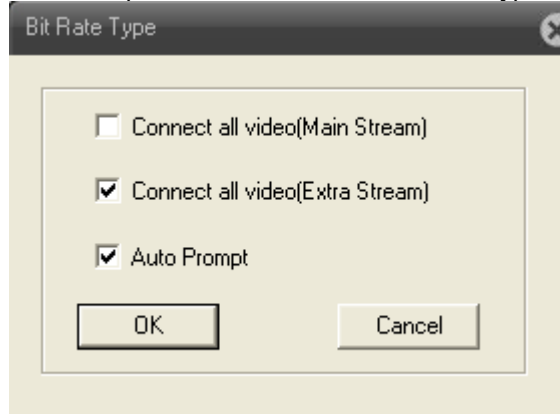 Bit Rate Type
Connect all video(Main Stream)
Connect all video(Extra Stream)
Auto Prompt
OK
Cancel